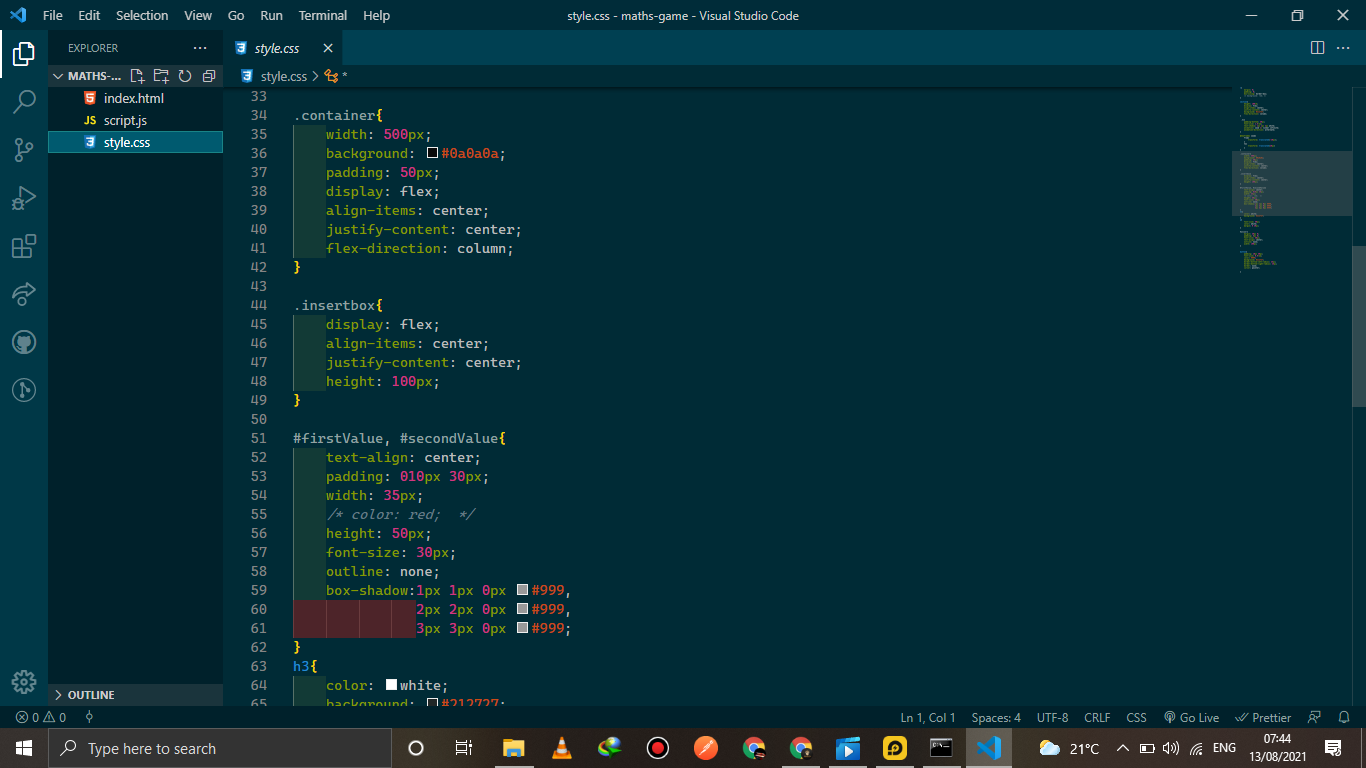 File Edit Selection View Go Run Terminal Help style.css - maths-game - Visual Studio Code
EXPLORER
style.css
MATHS-...
style.css > *
index.html
script.js
style.css
33
34 .container{
35 width: 500px;
36 background: #0a0a0a;
37 padding: 50px;
38 display: flex;
39 align-items: center;
40 justify-content: center;
41 flex-direction: column;
42 }
43
44 .insertbox{
45 display: flex;
46 align-items: center;
47 justify-content: center;
48 height: 100px;
49 }
50
51 #firstValue, #secondValue{
52 text-align: center;
53 padding: 010px 30px;
54 width: 35px;
55 /* color: red;  */
56 height: 50px;
57 font-size: 30px;
58 outline: none;
59 box-shadow:1px 1px 0px #999,
60 2px 2px 0px #999,
61 3px 3px 0px #999;
62 }
63 h3{
64 color: white;
65 background: #212727;
OUTLINE
0 0 Ln 1, Col 1 Spaces: 4 UTF-8 CRLF CSS Go Live Prettier
Type here to search
21°C ENG
07:44
13/08/2021